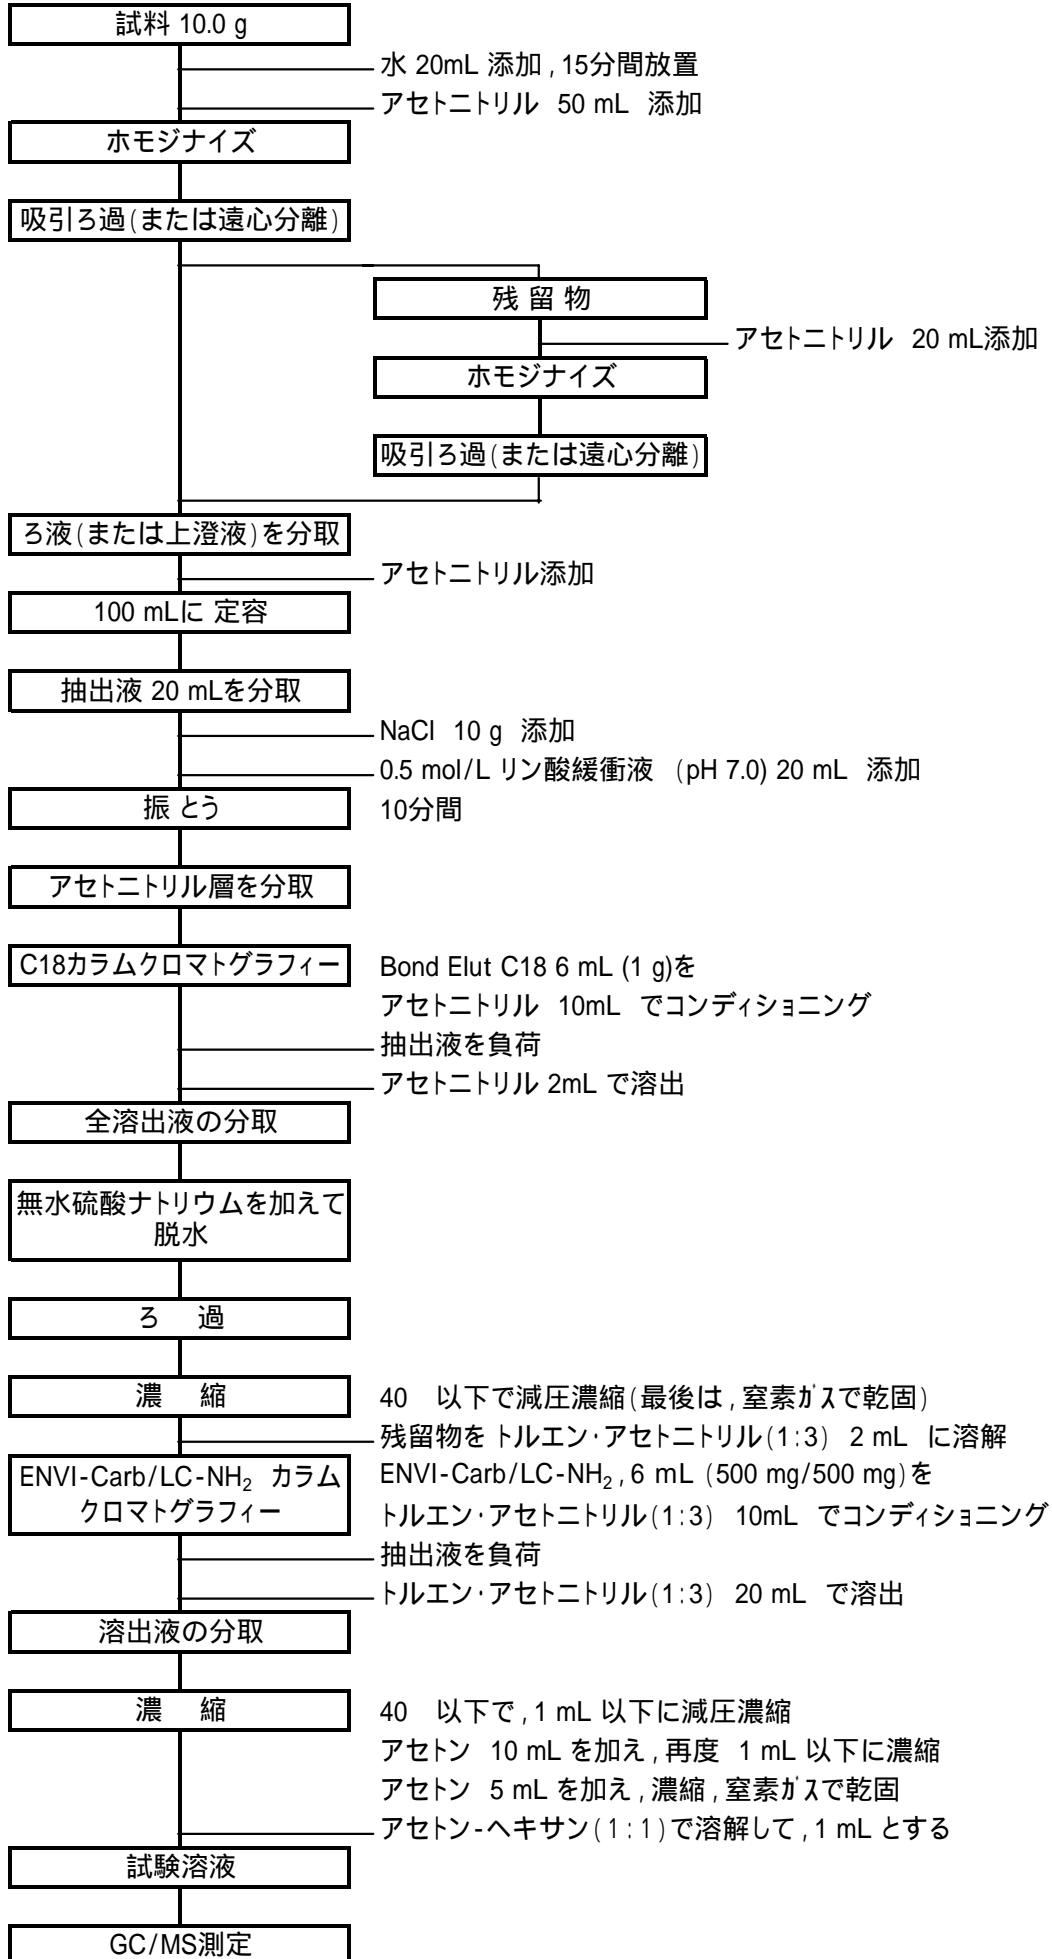 試料 10.0 g
水 20mL 添加 , 15分間放置
アセトニトリル 50 mL 添加
ホモジナイズ
吸引ろ過(または遠心分離)
残 留 物
アセトニトリル 20 mL添加
ホモジナイズ
吸引ろ過(または遠心分離)
ろ液(または上澄液)を分取
アセトニトリル添加
100 mLに 定容
抽出液 20 mLを分取
NaCl 10 g 添加
0.5 mol/L リン酸緩衝液 (pH 7.0) 20 mL 添加
振 とう
10分間
アセトニトリル層を分取
C18カラムクロマトグラフィー
Bond Elut C18 6 mL (1 g)を
アセトニトリル 10mL でコンディショニング
抽出液を負荷
アセトニトリル 2mL で溶出
全溶出液の分取
無水硫酸ナトリウムを加えて
脱水
ろ 過
濃 縮
40 以下で減圧濃縮(最後は , 窒素ガスで乾固)
残留物を トルエン・アセトニトリル(1:3) 2 mL に溶解
ENVI-Carb/LC-NH₂ カラム
クロマトグラフィー
ENVI-Carb/LC-NH₂ , 6 mL (500 mg/500 mg)を
トルエン・アセトニトリル(1:3) 10mL でコンディショニング
抽出液を負荷
トルエン・アセトニトリル(1:3) 20 mL で溶出
溶出液の分取
濃 縮
40 以下で , 1 mL 以下に減圧濃縮
アセトン 10 mL を加え , 再度 1 mL 以下に濃縮
アセトン 5 mL を加え , 濃縮 , 窒素ガスで乾固
アセトン-ヘキサン(1:1)で溶解して , 1 mL とする
試験溶液
GC/MS測定